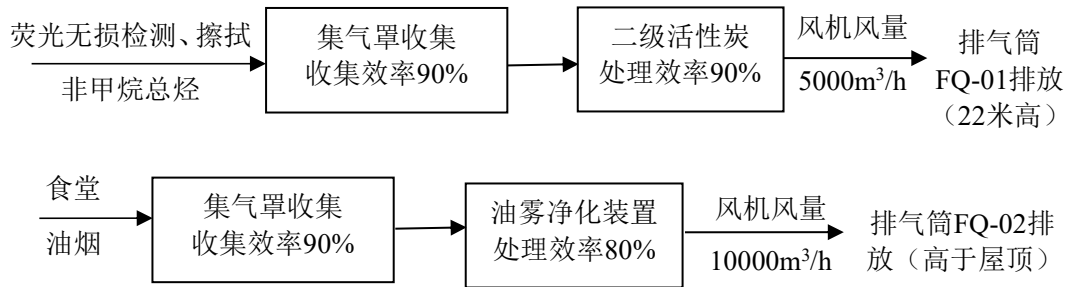 荧光无损检测、擦拭
非甲烷总烃
集气罩收集
收集效率90%
二级活性炭
处理效率90%
风机风量
5000m³/h
排气筒
FQ-01排放
（22米高）
食堂
油烟
集气罩收集
收集效率90%
油雾净化装置
处理效率80%
风机风量
10000m³/h
排气筒FQ-02排
放（高于屋顶）